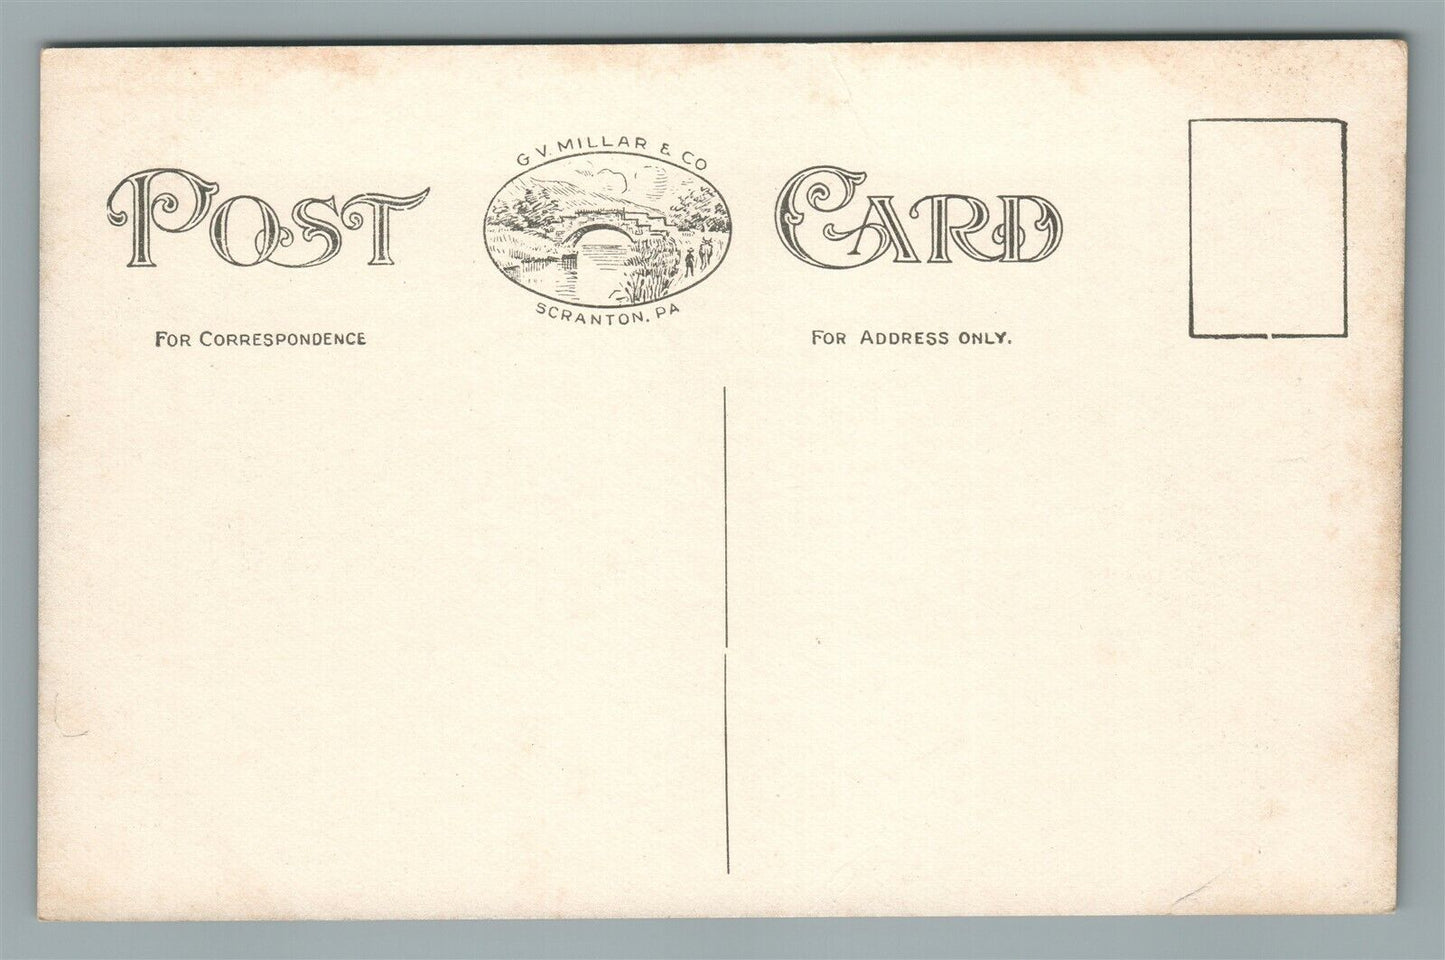 G. V. MILLAR & CO
POST CARD
SCRANTON, PA
FOR CORRESPONDENCE
FOR ADDRESS ONLY.